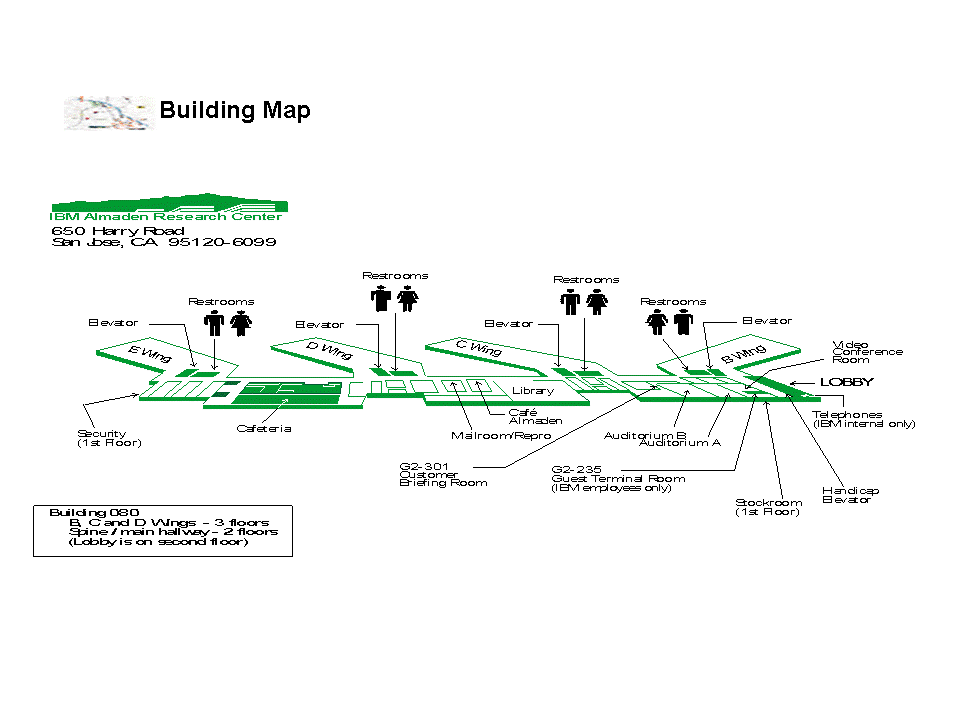 Building Map
IBM Almaden Research Center
650 Harry Road
San Jose, CA 95120-6099
Restrooms
Restrooms
Restrooms
Restrooms
Elevator
Elevator
Elevator
Elevator
E Wing
D Wing
C Wing
B Wing
Video
Conference
Room
LOBBY
Library
Security
(1st Floor)
Cafeteria
Mailroom/Repro
Café
Almaden
Auditorium B
Auditorium A
Telephones
(IBM internal only)
G2-301
Customer
Briefing Room
G2-235
Guest Terminal Room
(IBM employees only)
Stockroom
(1st Floor)
Handicap
Elevator
Building 080
B, C and D Wings - 3 floors
Spine / main hallway - 2 floors
(Lobby is on second floor)